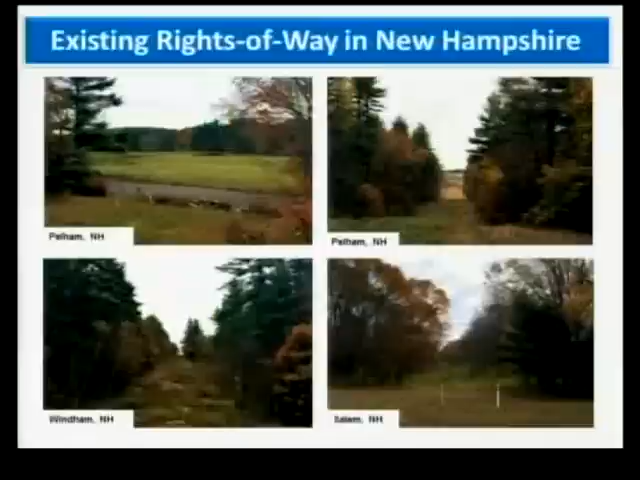 Existing Rights-of-Way in New Hampshire
Pelham, NH
Pelham, NH
Windham, NH
Salem, NH